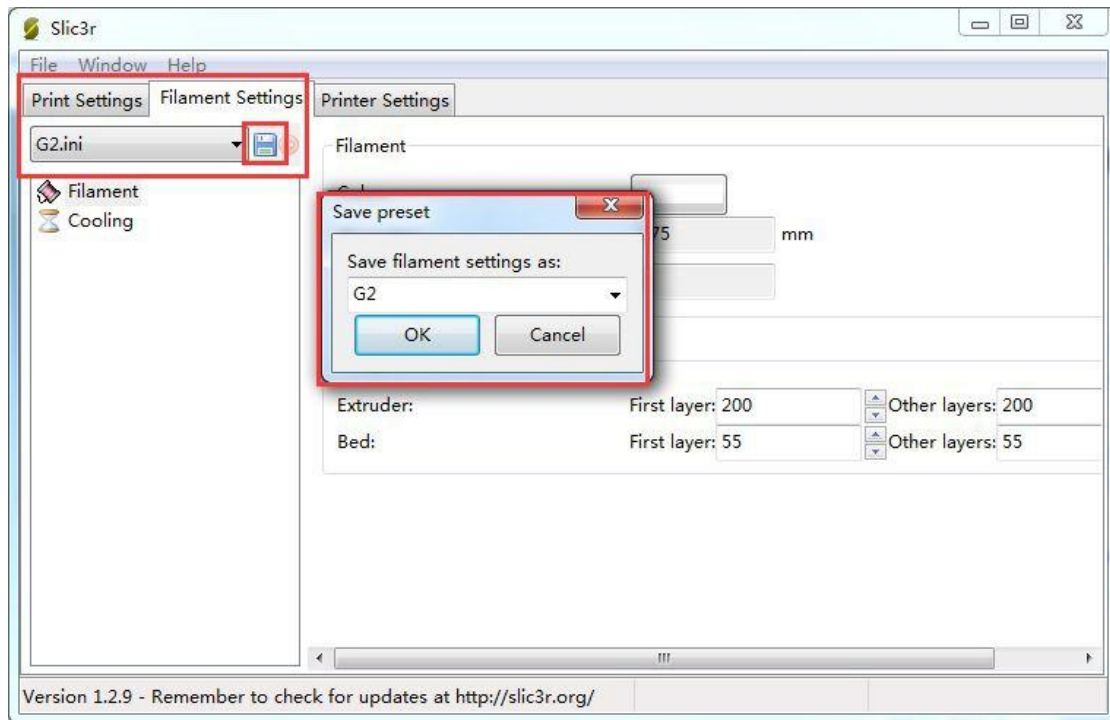 Slic3r
File Window Help
Print Settings Filament Settings Printer Settings
G2.ini
Filament
Filament
Cooling
Save preset
75 mm
Save filament settings as:
G2
OK Cancel
Extruder: First layer: 200 Other layers: 200
Bed: First layer: 55 Other layers: 55
Version 1.2.9 - Remember to check for updates at http://slic3r.org/